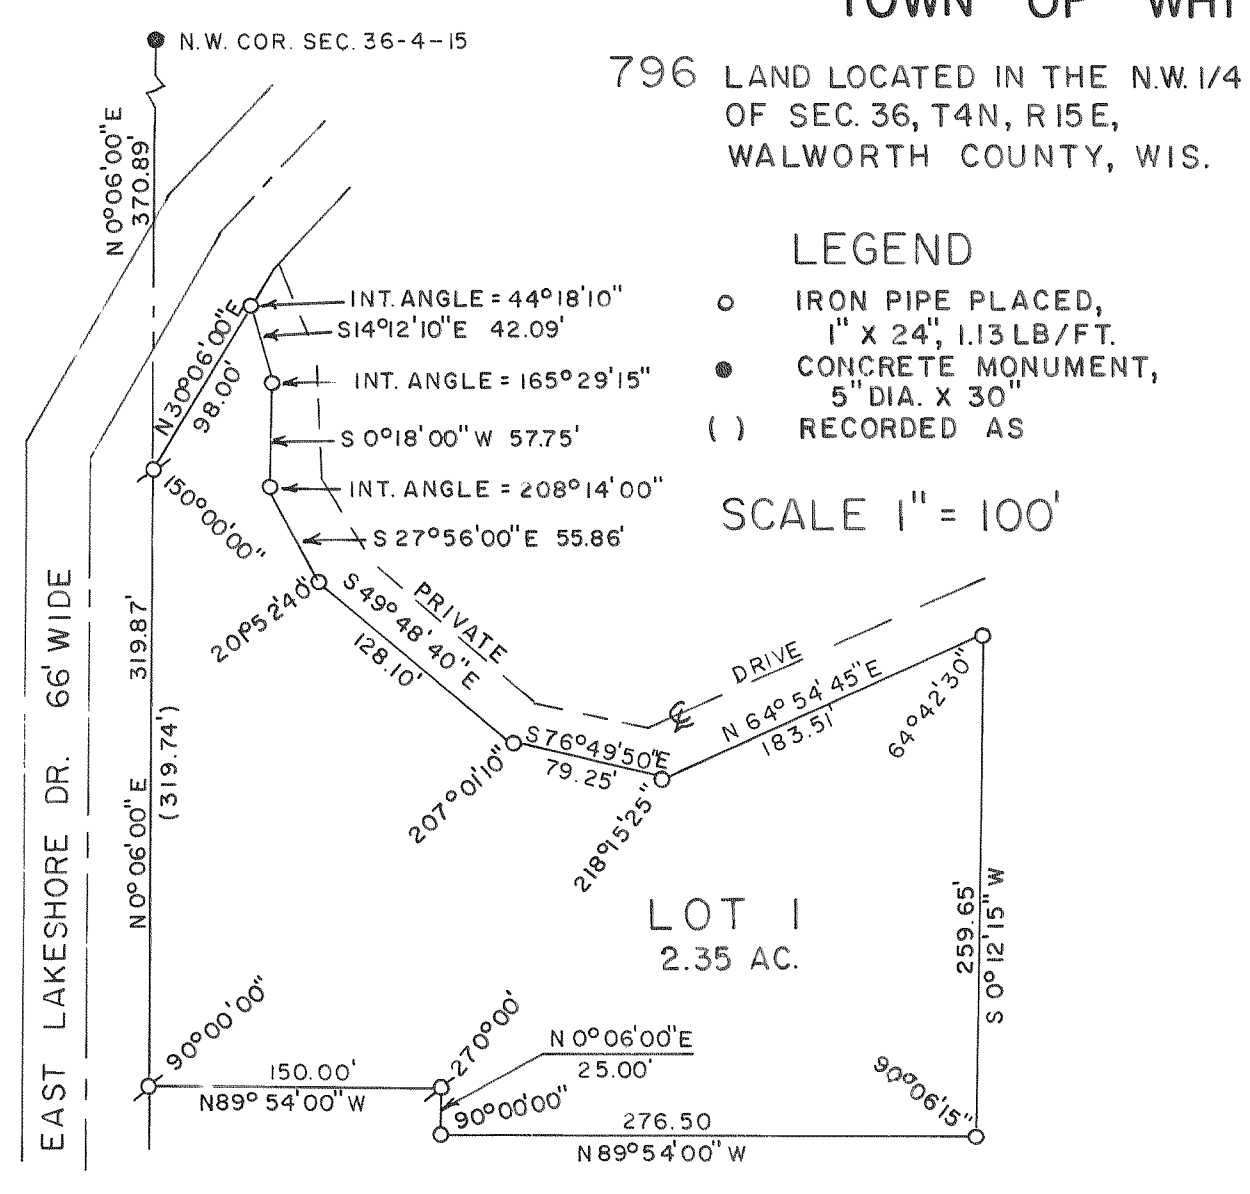 TOWN OF WHI
N.W. COR. SEC. 36-4-15
796 LAND LOCATED IN THE N.W. 1/4
OF SEC. 36, T4N, R15E,
WALWORTH COUNTY, WIS.
N 0°06'00"E
370.89'
LEGEND
IRON PIPE PLACED,
1" X 24", 1.13 LB/FT.
CONCRETE MONUMENT,
5" DIA. X 30"
( ) RECORDED AS
SCALE 1" = 100'
INT. ANGLE = 44°18'10"
S14°12'10"E 42.09'
N30°06'00"E
98.00'
INT. ANGLE = 165°29'15"
S 0°18'00"W 57.75'
INT. ANGLE = 208°14'00"
150°00'00"
S 27°56'00"E 55.86'
201°52'40"
S 49°48'40"E
128.10'
PRIVATE
DRIVE
N 64°54'45"E
183.51'
64°42'30"
S76°49'50"E
79.25'
207°01'10"
218°15'25"
EAST LAKESHORE DR. 66' WIDE
N 0°06'00"E 319.87'
(319.74')
LOT 1
2.35 AC.
259.65'
S 0°12'15"W
90°00'00"
270°00'
N 0°06'00"E
25.00'
150.00'
N89°54'00"W
90°00'00"
90°06'15"
276.50
N89°54'00"W